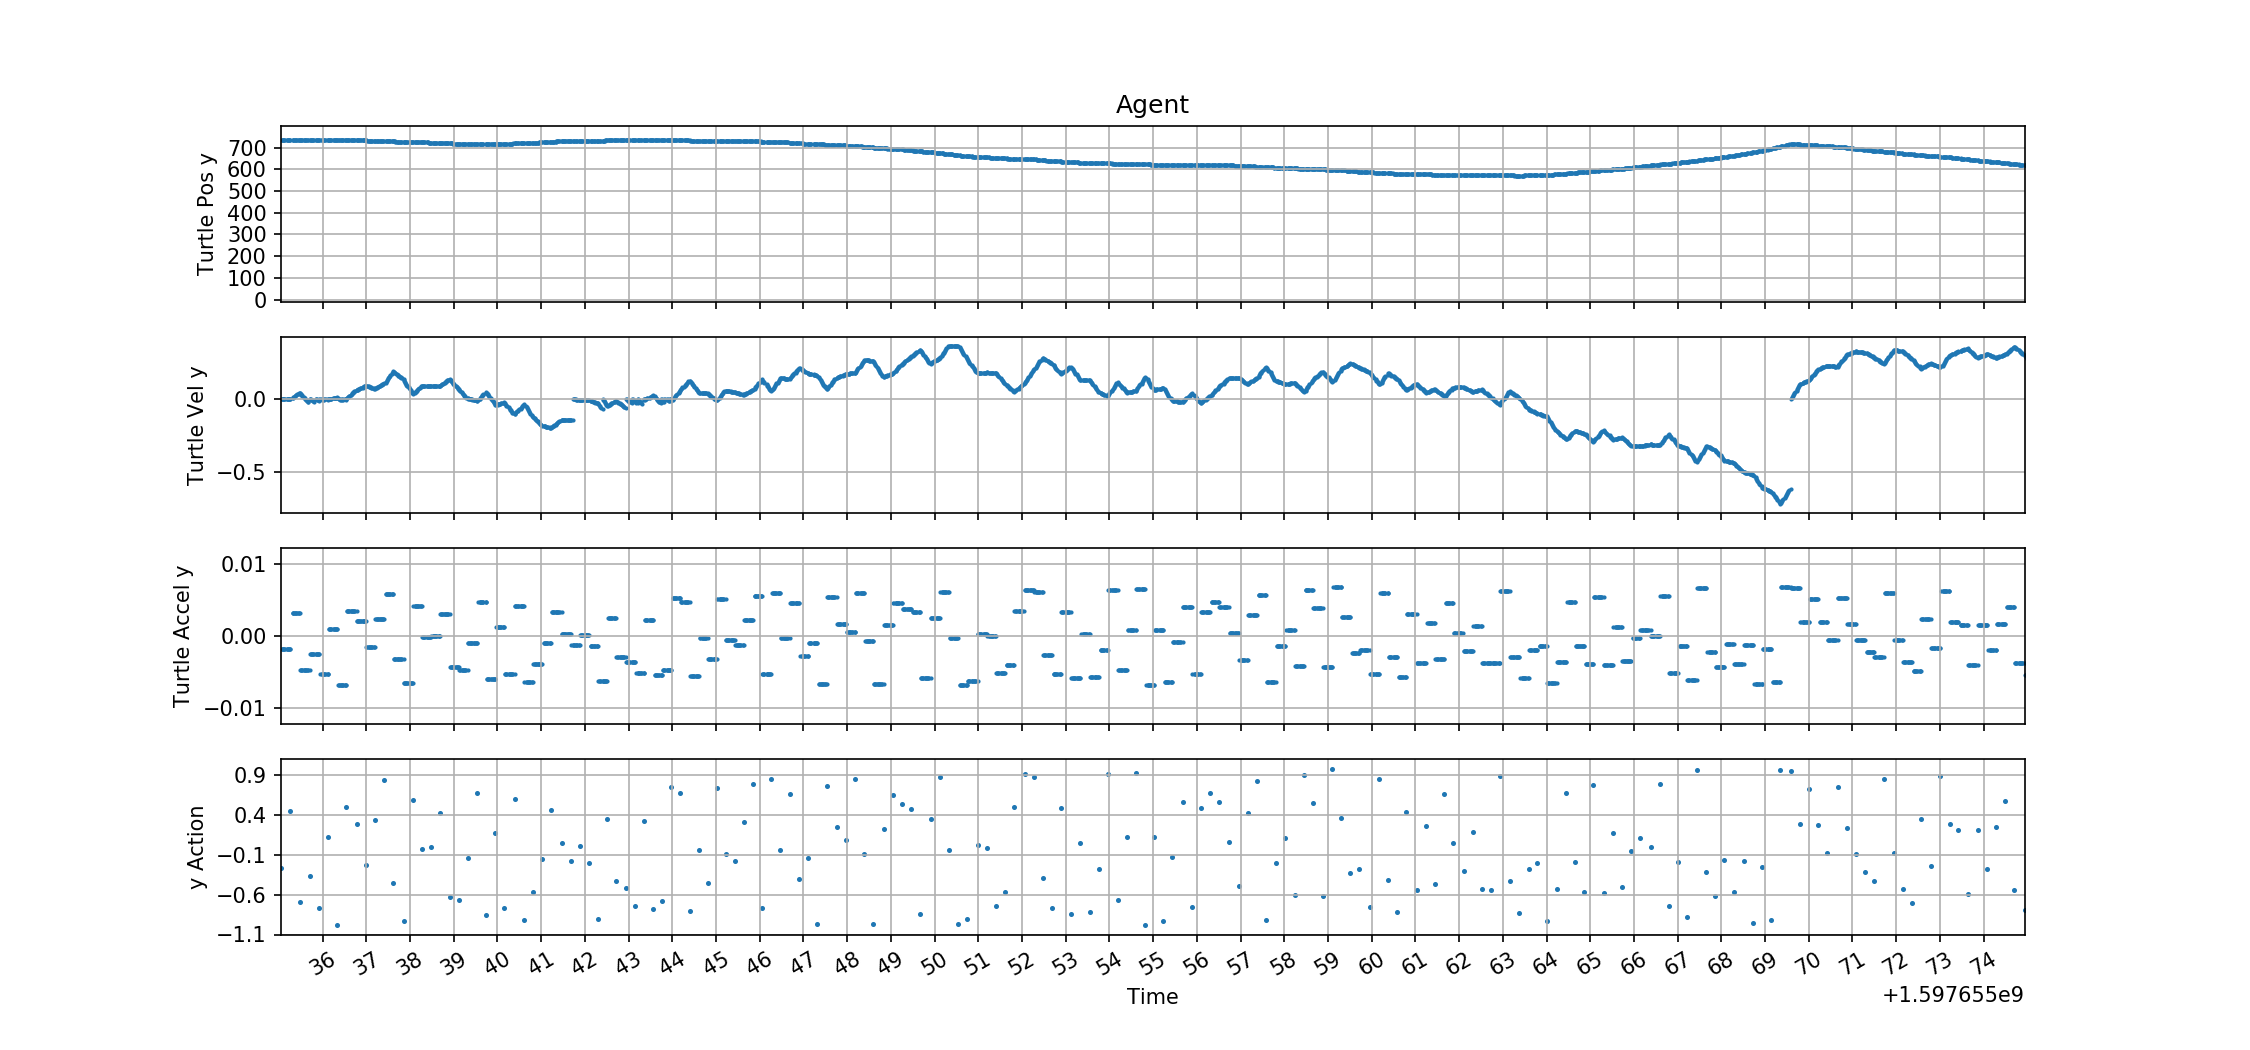 Agent
Turtle Pos y
700
600
500
400
300
200
100
0
Turtle Vel y
0.0
−0.5
Turtle Accel y
0.01
0.00
−0.01
y Action
0.9
0.4
−0.1
−0.6
−1.1
36 37 38 39 40 41 42 43 44 45 46 47 48 49 50 51 52 53 54 55 56 57 58 59 60 61 62 63 64 65 66 67 68 69 70 71 72 73 74
Time
+1.597655e9